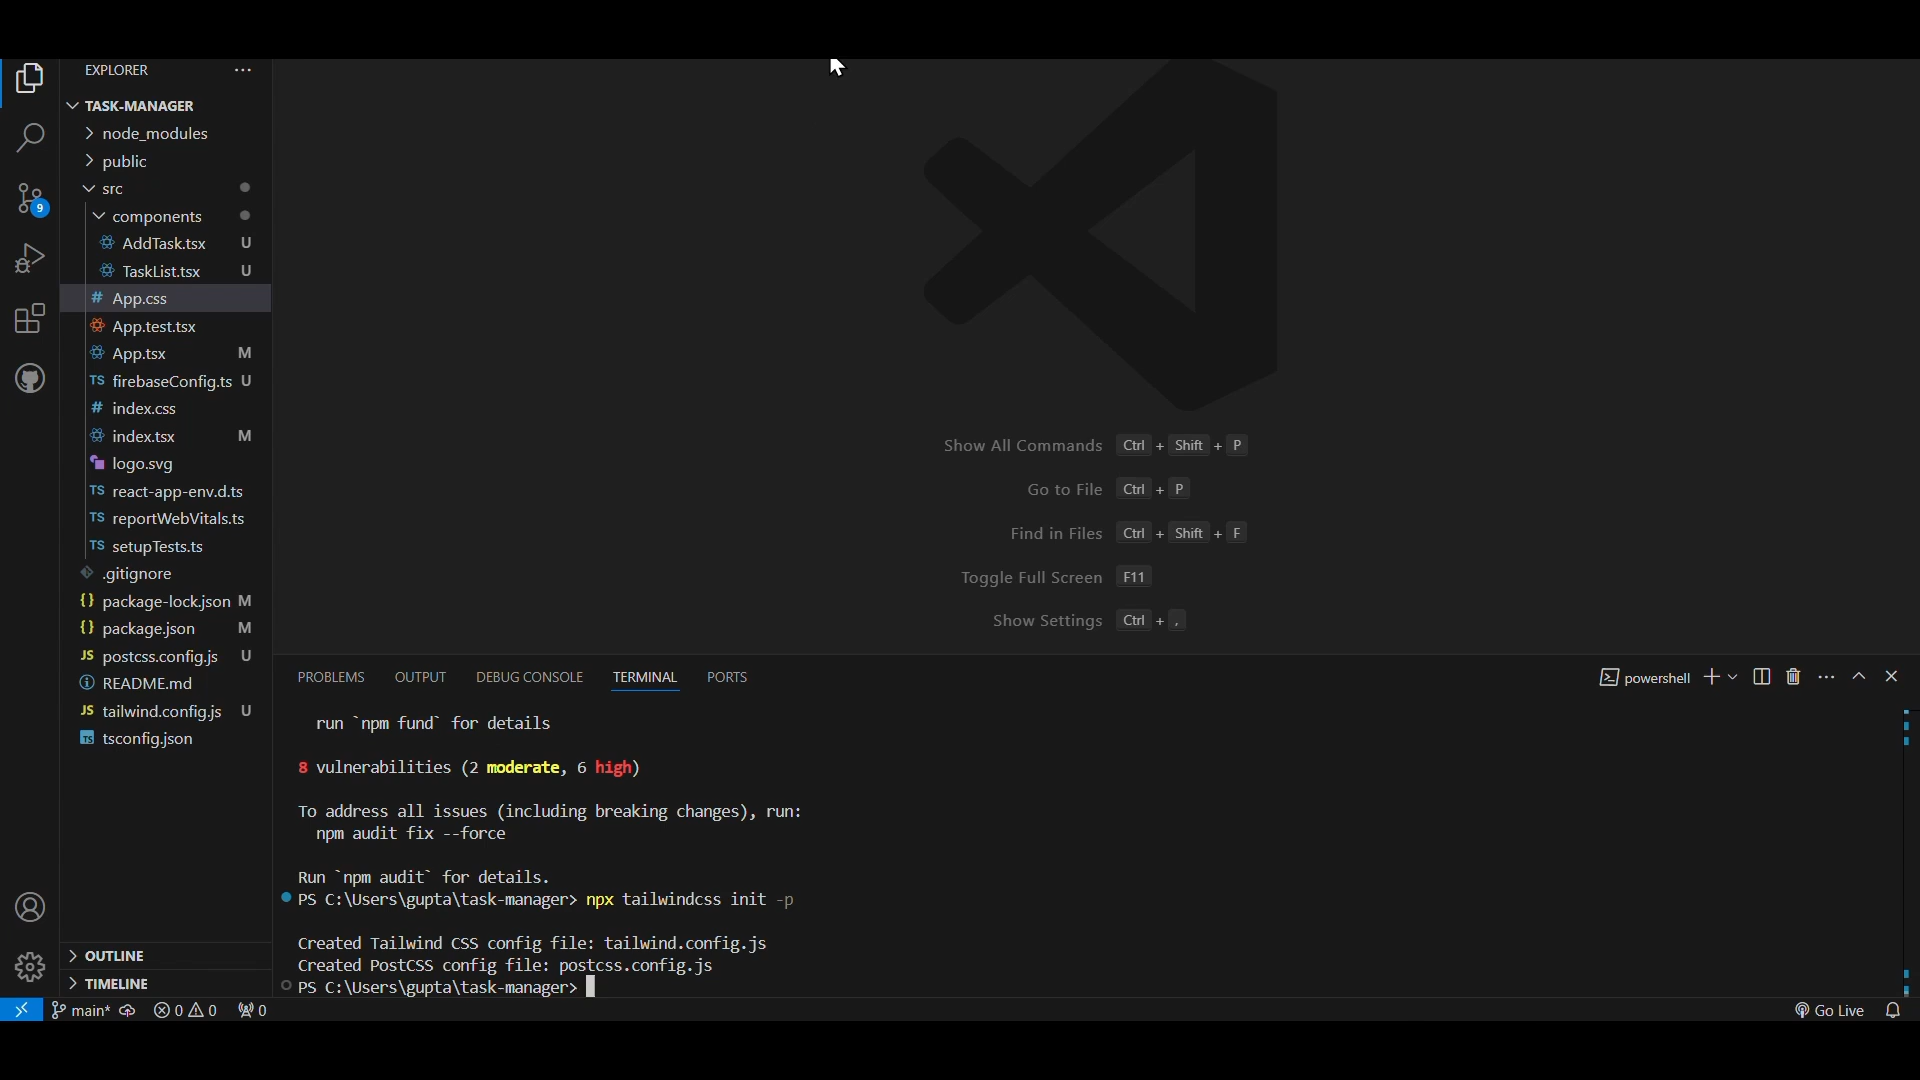 EXPLORER
TASK-MANAGER
node_modules
public
src
components
AddTask.tsx U
TaskList.tsx U
# App.css
App.test.tsx
App.tsx M
TS firebaseConfig.ts U
# index.css
index.tsx M
logo.svg
TS react-app-env.d.ts
TS reportWebVitals.ts
TS setupTests.ts
.gitignore
{} package-lock.json M
{} package.json M
JS postcss.config.js U
README.md
JS tailwind.config.js U
TS tsconfig.json
OUTLINE
TIMELINE
9
Show All Commands Ctrl + Shift + P
Go to File Ctrl + P
Find in Files Ctrl + Shift + F
Toggle Full Screen F11
Show Settings Ctrl + ,
PROBLEMS OUTPUT DEBUG CONSOLE TERMINAL PORTS
powershell
run `npm fund` for details
8 vulnerabilities (2 moderate, 6 high)
To address all issues (including breaking changes), run:
npm audit fix --force
Run `npm audit` for details.
PS C:\Users\gupta\task-manager> npx tailwindcss init -p
Created Tailwind CSS config file: tailwind.config.js
Created PostCSS config file: postcss.config.js
PS C:\Users\gupta\task-manager>
main* 0 0 0 Go Live